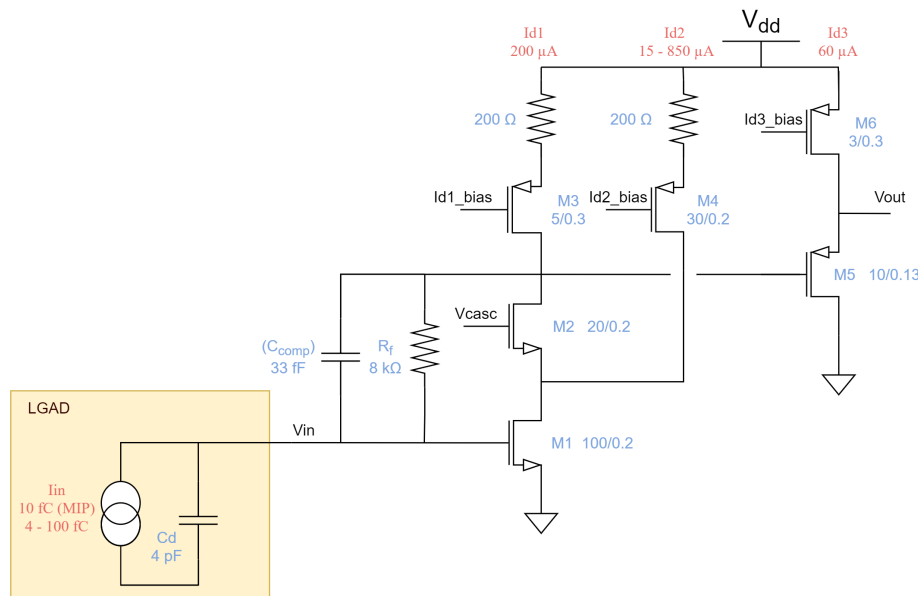 Vdd
Id1
200 µA
Id2
15 - 850 µA
Id3
60 µA
200 Ω
200 Ω
Id3_bias
M6
3/0.3
Id1_bias
M3
5/0.3
Id2_bias
M4
30/0.2
Vout
M5 10/0.13
Vcasc
M2 20/0.2
(Ccomp)
33 fF
Rf
8 kΩ
LGAD
Vin
M1 100/0.2
Iin
10 fC (MIP)
4 - 100 fC
Cd
4 pF